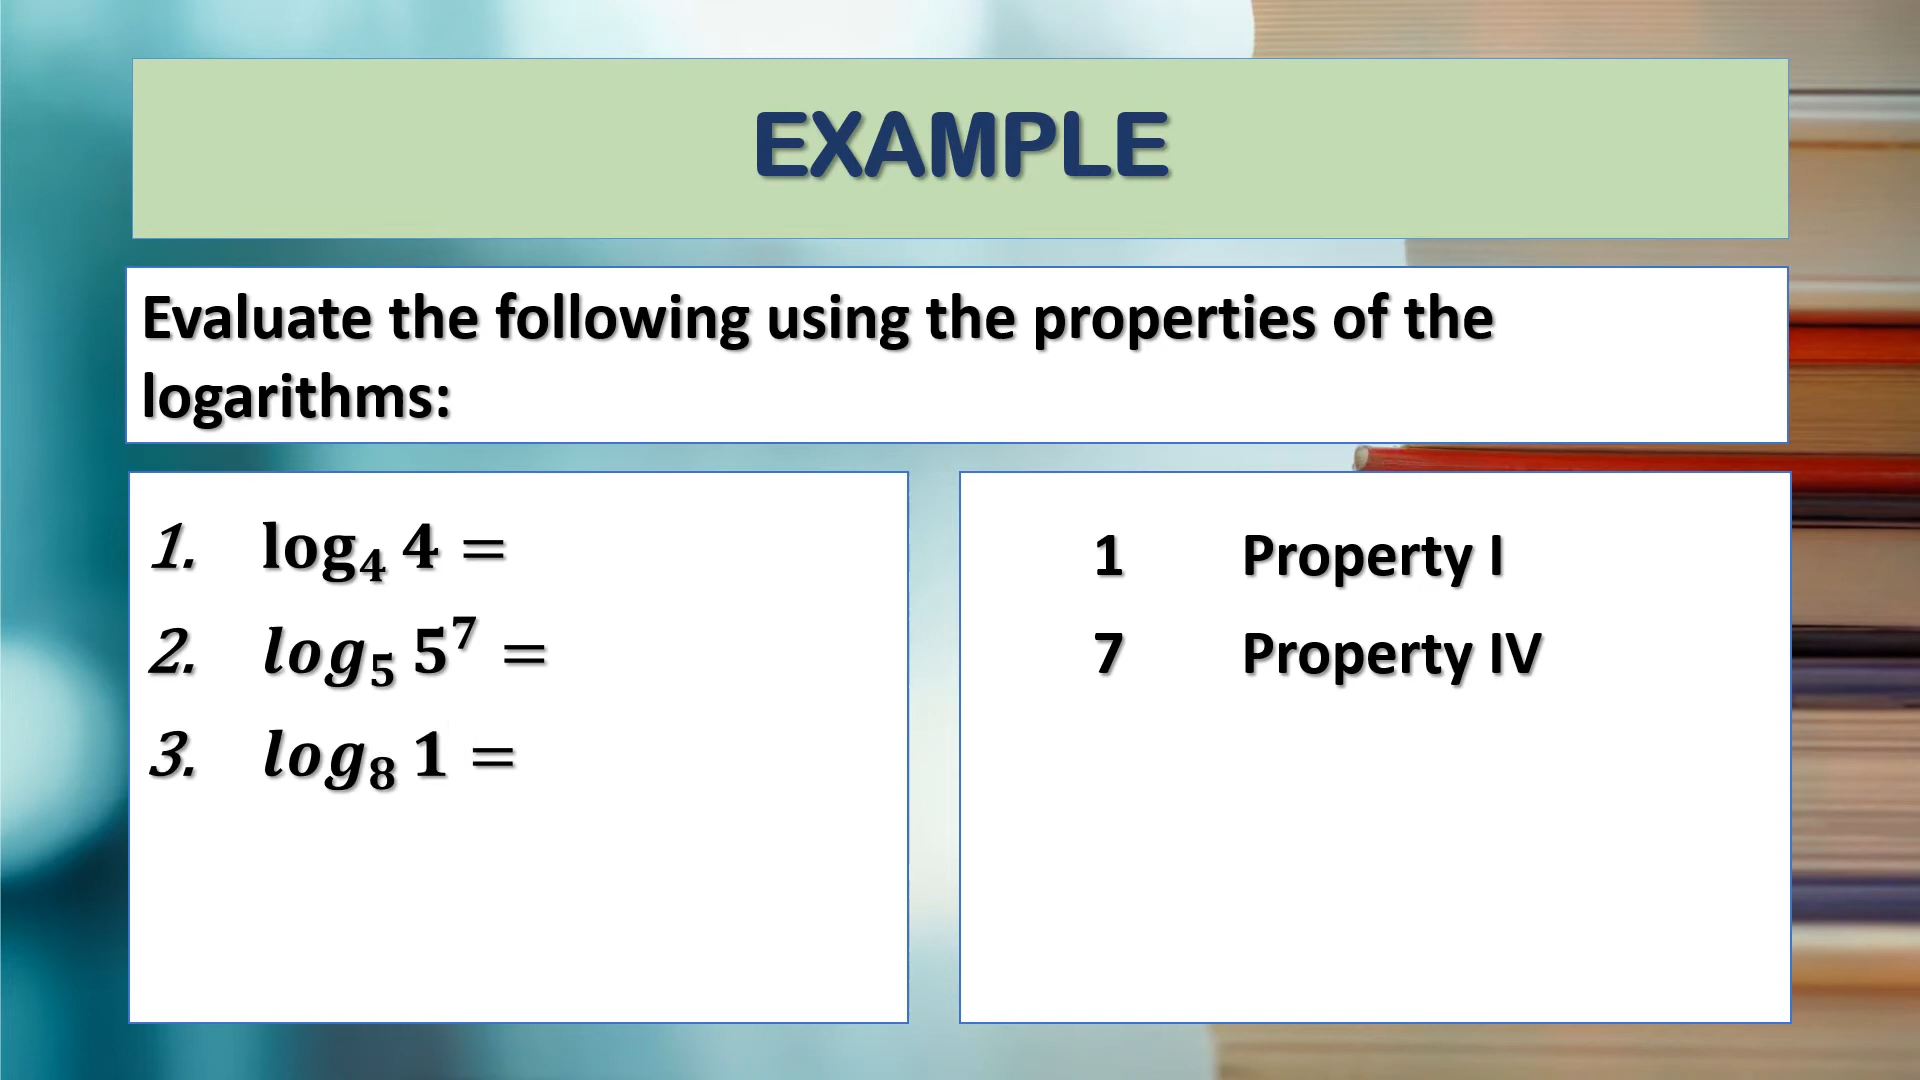 EXAMPLE
Evaluate the following using the properties of the
logarithms:
1. log₄ 4 =
2. log₅ 5⁷ =
3. log₈ 1 =
1 Property I
7 Property IV